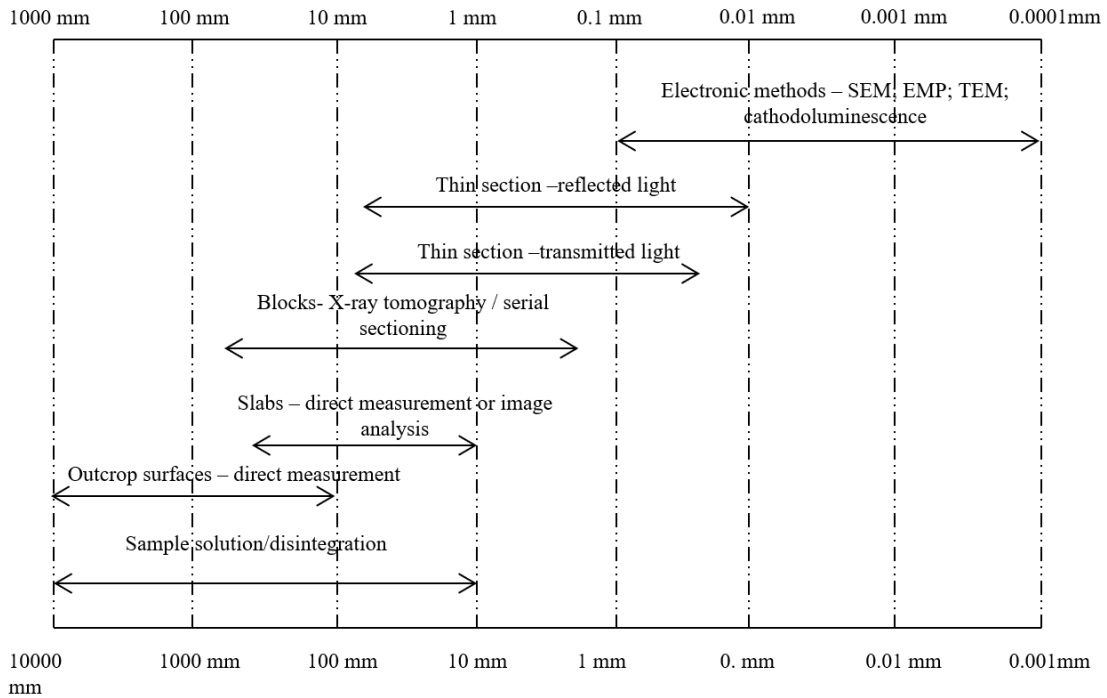 1000 mm 100 mm 10 mm 1 mm 0.1 mm 0.01 mm 0.001 mm 0.0001mm
Electronic methods – SEM; EMP; TEM;
cathodoluminescence
Thin section –reflected light
Thin section –transmitted light
Blocks- X-ray tomography / serial
sectioning
Slabs – direct measurement or image
analysis
Outcrop surfaces – direct measurement
Sample solution/disintegration
10000 1000 mm 100 mm 10 mm 1 mm 0. mm 0.01 mm 0.001mm
mm